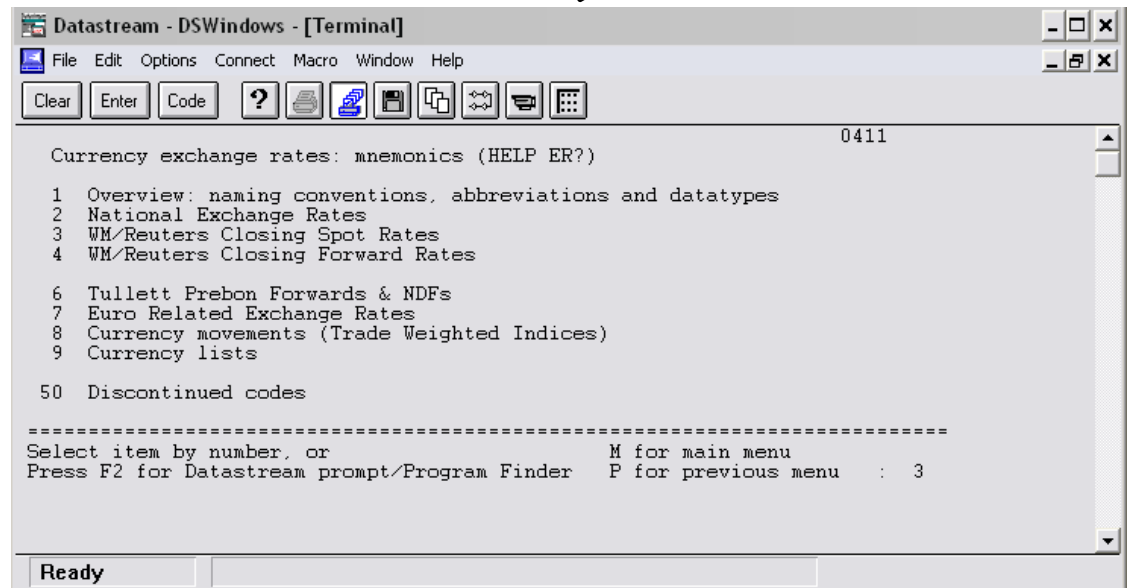 Datastream - DSWindows - [Terminal]
File Edit Options Connect Macro Window Help
Clear Enter Code ?
0411
Currency exchange rates: mnemonics (HELP ER?)
1 Overview: naming conventions, abbreviations and datatypes
2 National Exchange Rates
3 WM/Reuters Closing Spot Rates
4 WM/Reuters Closing Forward Rates
6 Tullett Prebon Forwards & NDFs
7 Euro Related Exchange Rates
8 Currency movements (Trade Weighted Indices)
9 Currency lists
50 Discontinued codes
============================================================================
Select item by number, or M for main menu
Press F2 for Datastream prompt/Program Finder P for previous menu : 3
Ready